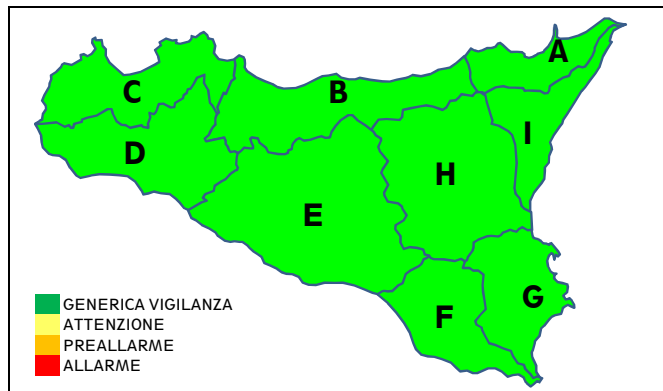 A
C
B
I
D
H
E
G
F
GENERICA VIGILANZA
ATTENZIONE
PREALLARME
ALLARME